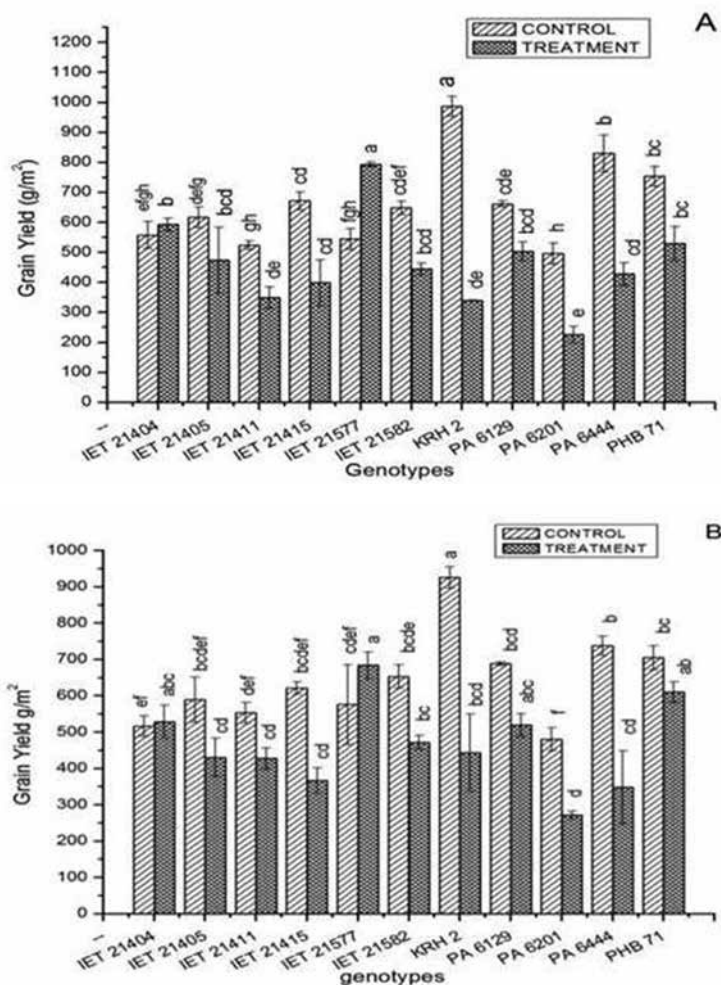 A
CONTROL
TREATMENT
Grain Yield (g/m²)
1200
1100
1000
900
800
700
600
500
400
300
200
100
0
efgh
b
defg
bcd
gh
de
cd
cd
fgh
a
cdef
bcd
a
de
cde
bcd
h
e
b
cd
bc
bc
--
IET 21404
IET 21405
IET 21411
IET 21415
IET 21577
IET 21582
KRH 2
PA 6129
PA 6201
PA 6444
PHB 71
Genotypes
B
CONTROL
TREATMENT
Grain Yield g/m²
1000
900
800
700
600
500
400
300
200
100
0
ef
abc
bcdef
cd
def
cd
bcdef
cd
cdef
a
bcde
bc
a
bcd
bcd
abc
f
d
b
cd
bc
ab
--
IET 21404
IET 21405
IET 21411
IET 21415
IET 21577
IET 21582
KRH 2
PA 6129
PA 6201
PA 6444
PHB 71
genotypes